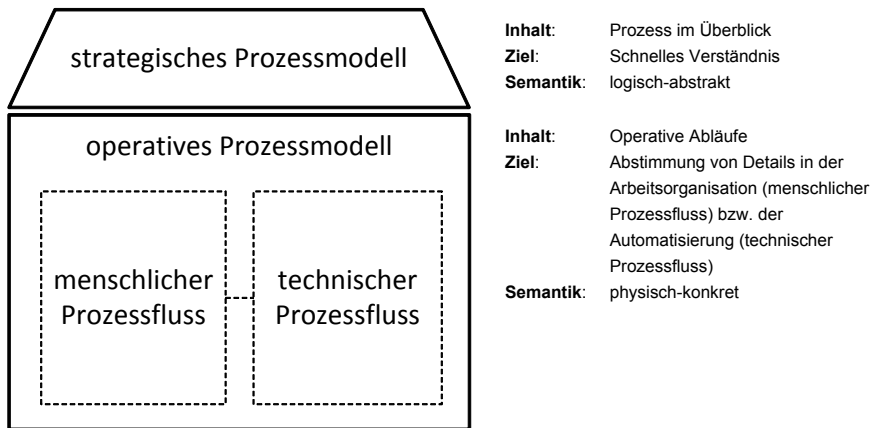 strategisches Prozessmodell
Inhalt: Prozess im Überblick
Ziel: Schnelles Verständnis
Semantik: logisch-abstrakt
operatives Prozessmodell
menschlicher
Prozessfluss
technischer
Prozessfluss
Inhalt: Operative Abläufe
Ziel: Abstimmung von Details in der
Arbeitsorganisation (menschlicher
Prozessfluss) bzw. der
Automatisierung (technischer
Prozessfluss)
Semantik: physisch-konkret